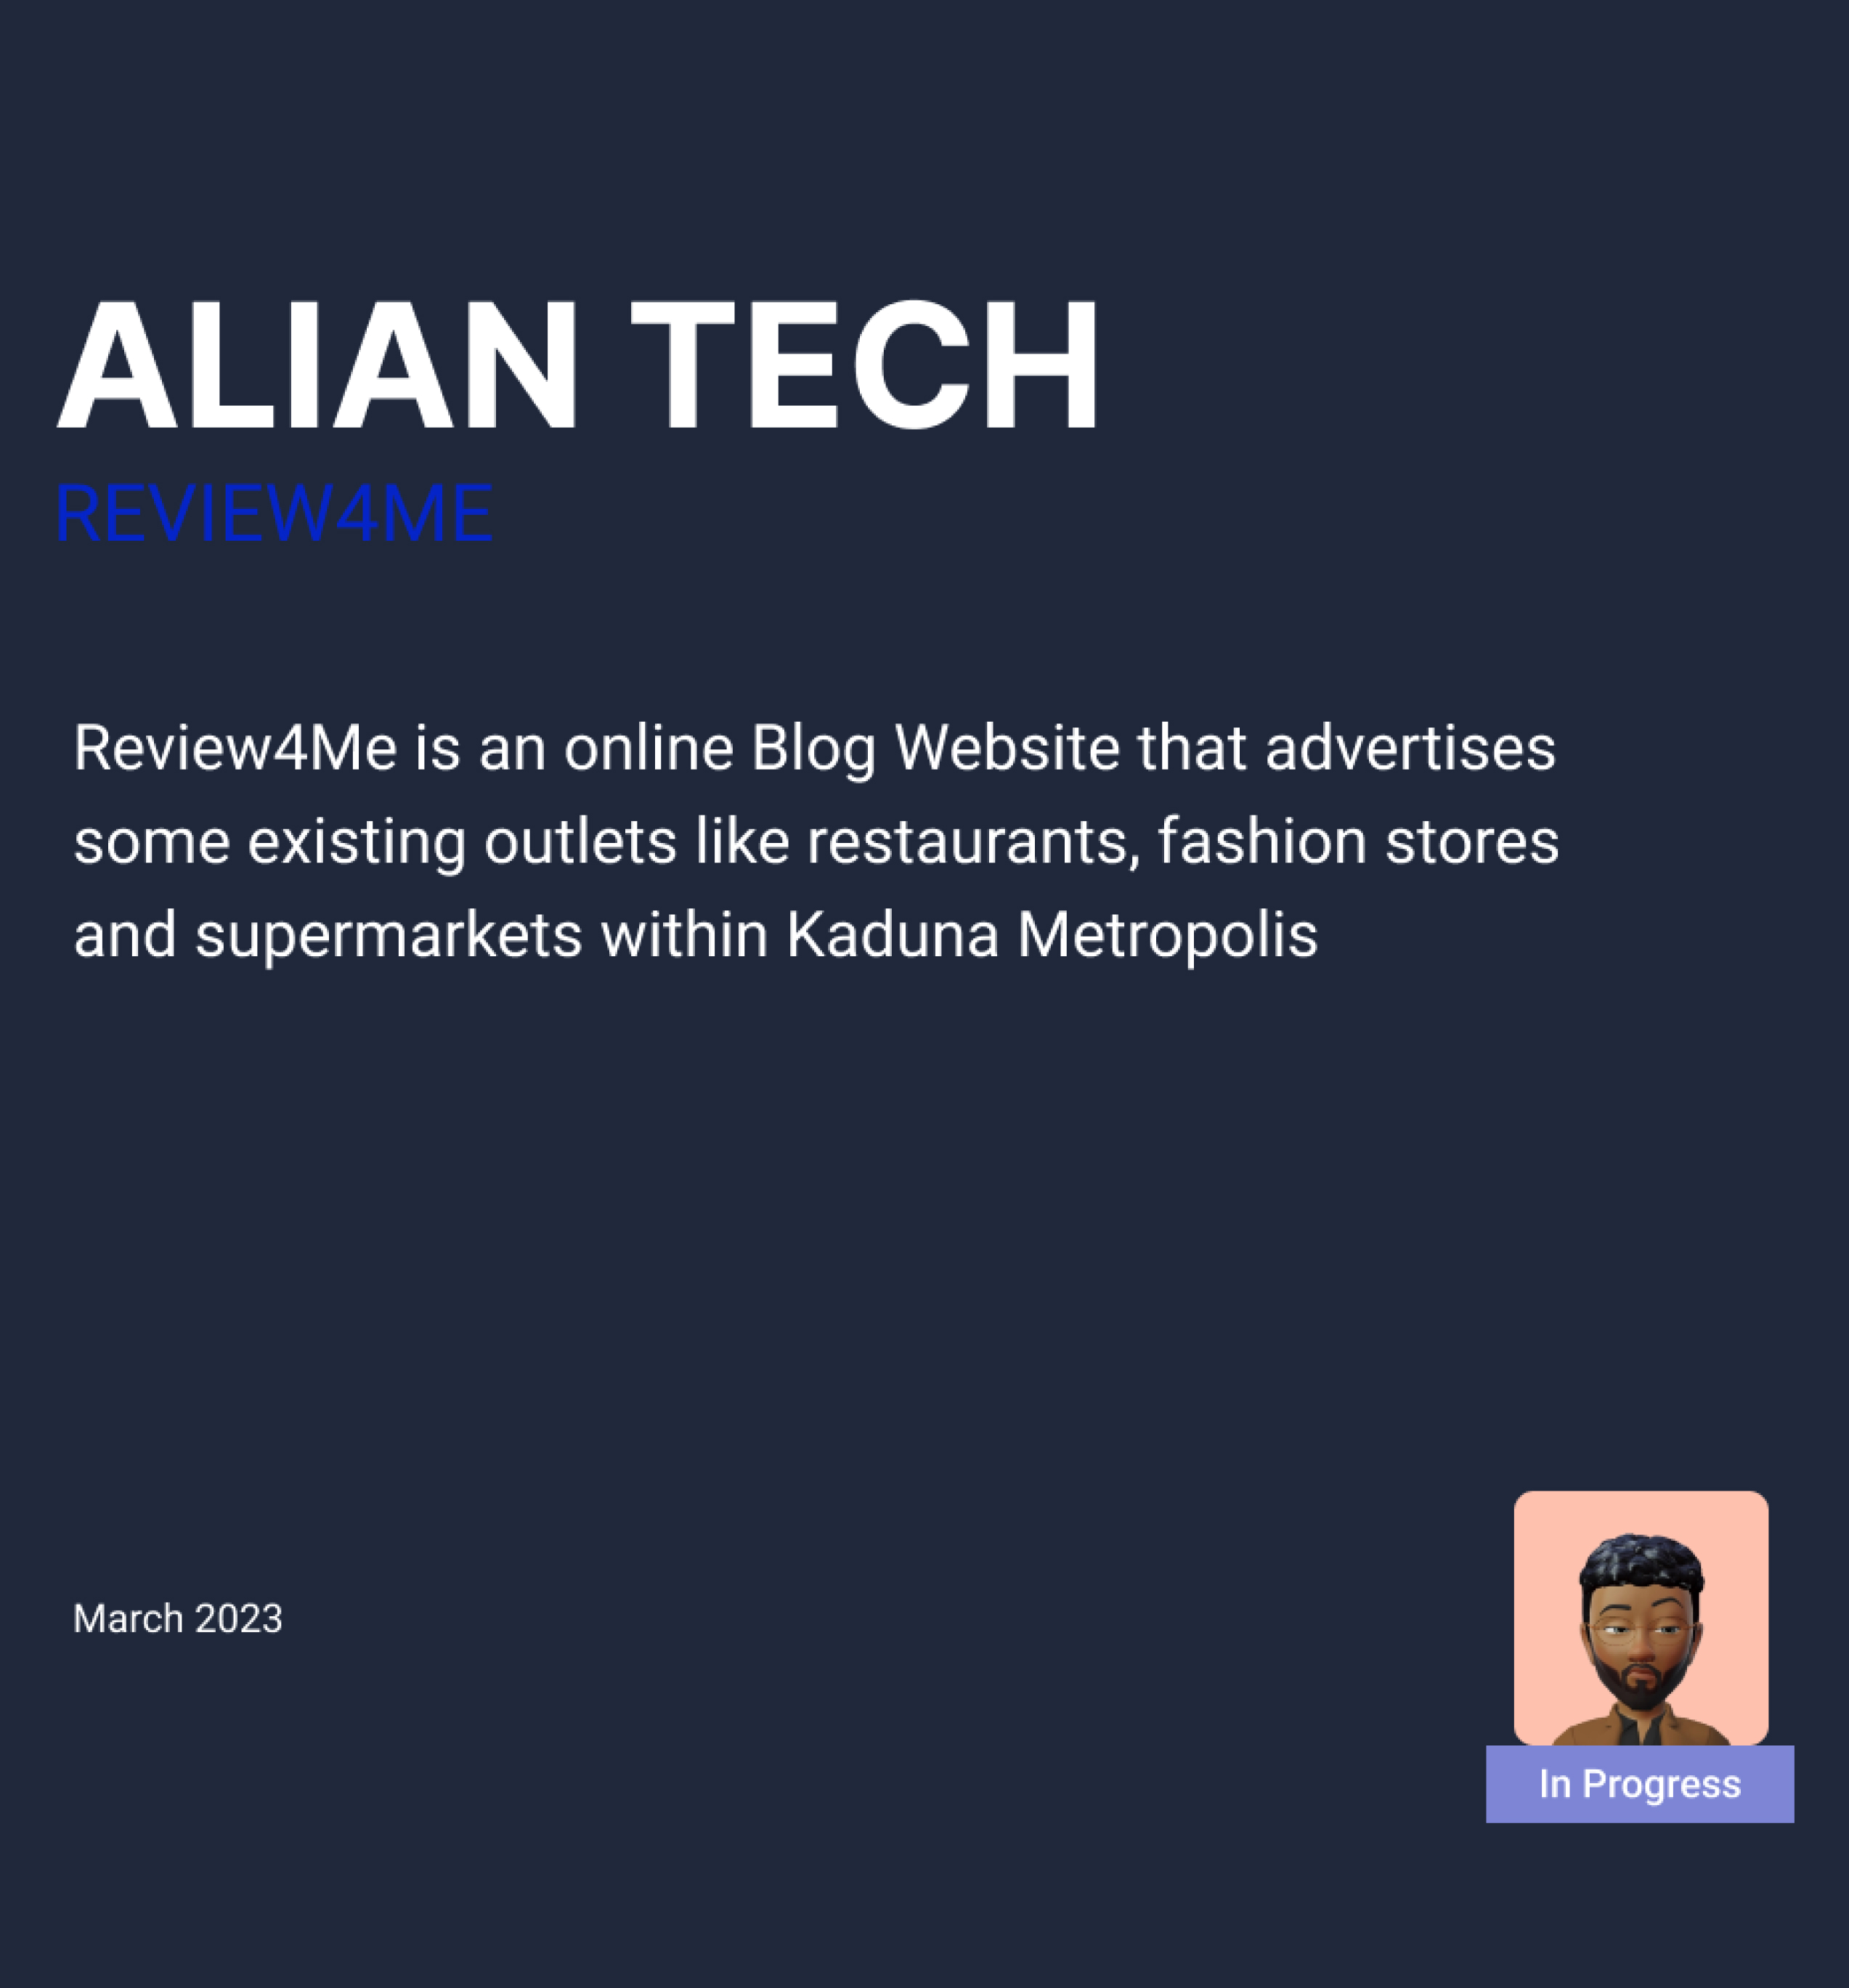 ALIAN TECH
REVIEW4ME
Review4Me is an online Blog Website that advertises
some existing outlets like restaurants, fashion stores
and supermarkets within Kaduna Metropolis
March 2023
In Progress